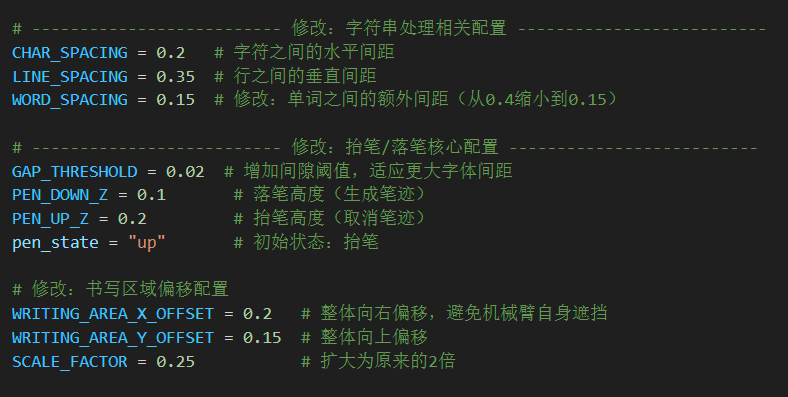 # -------------------------- 修改：字符串处理相关配置 --------------------------
CHAR_SPACING = 0.2   # 字符之间的水平间距
LINE_SPACING = 0.35  # 行之间的垂直间距
WORD_SPACING = 0.15  # 修改：单词之间的额外间距（从0.4缩小到0.15）
# -------------------------- 修改：抬笔/落笔核心配置 --------------------------
GAP_THRESHOLD = 0.02  # 增加间隙阈值，适应更大字体间距
PEN_DOWN_Z = 0.1       # 落笔高度（生成笔迹）
PEN_UP_Z = 0.2         # 抬笔高度（取消笔迹）
pen_state = "up"       # 初始状态：抬笔
# 修改：书写区域偏移配置
WRITING_AREA_X_OFFSET = 0.2   # 整体向右偏移，避免机械臂自身遮挡
WRITING_AREA_Y_OFFSET = 0.15  # 整体向上偏移
SCALE_FACTOR = 0.25           # 扩大为原来的2倍